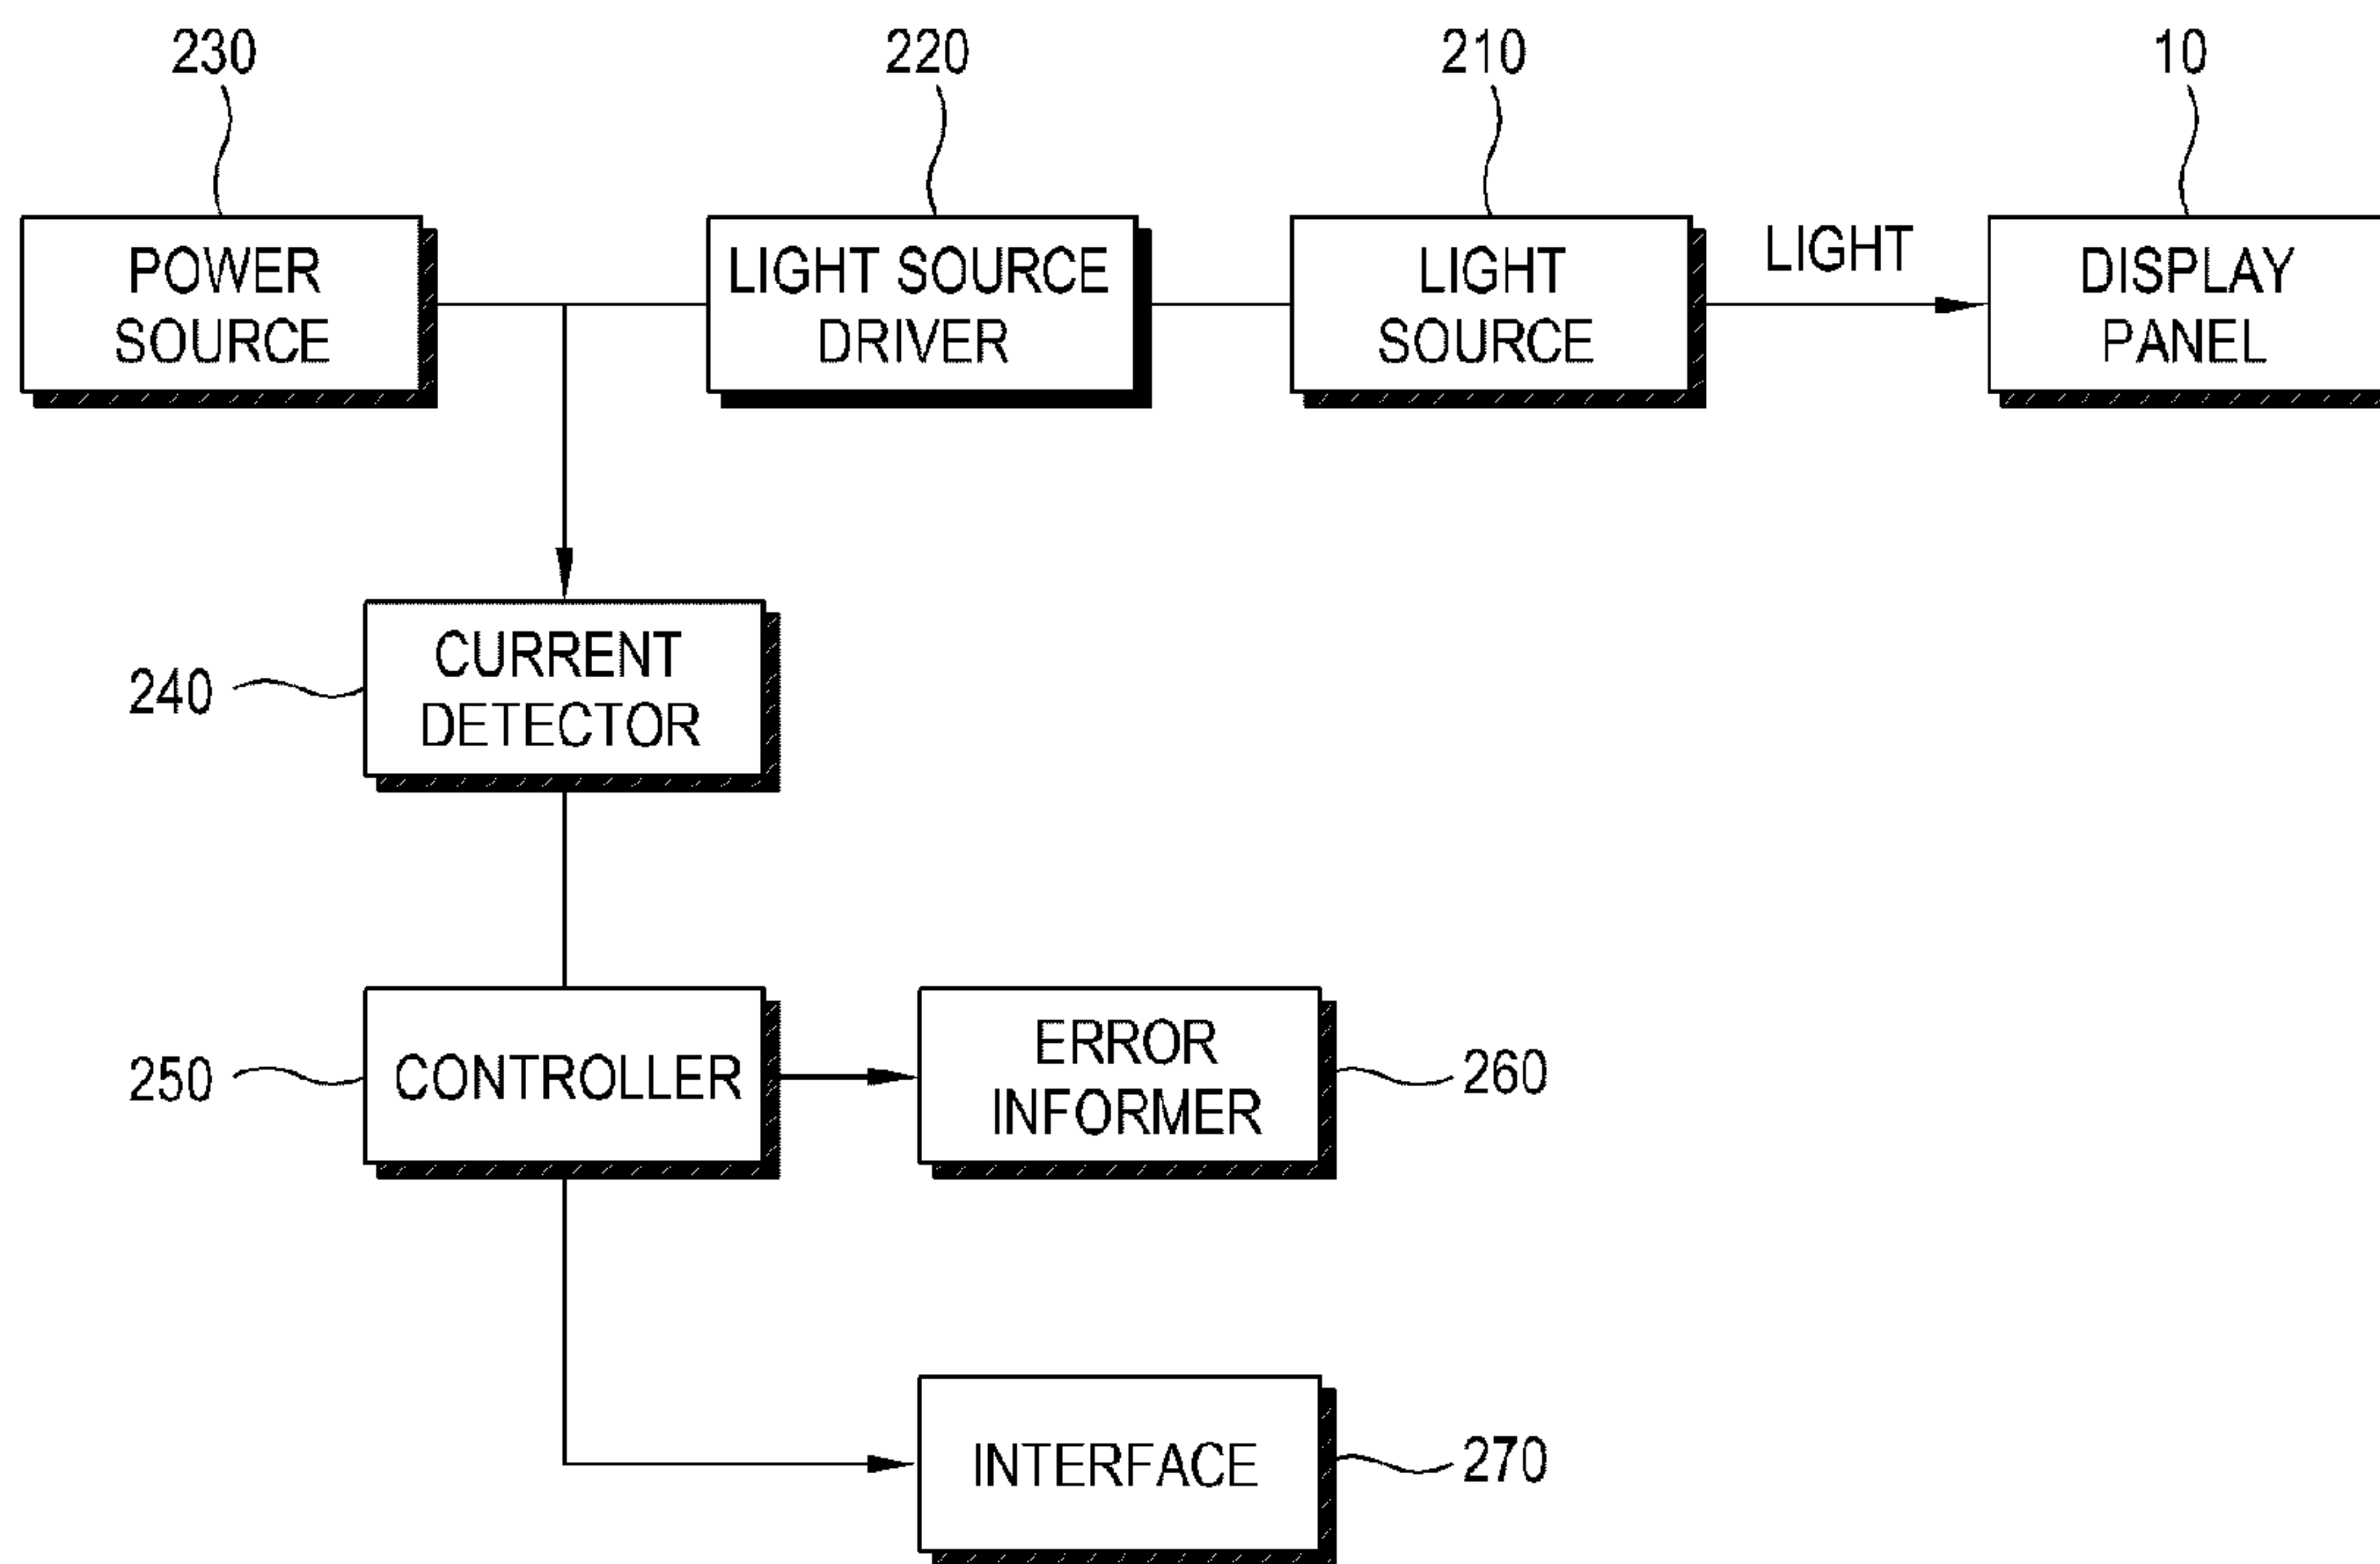 230
220
210
10
POWER
SOURCE
LIGHT SOURCE
DRIVER
LIGHT
SOURCE
LIGHT
DISPLAY
PANEL
240
CURRENT
DETECTOR
250
CONTROLLER
ERROR
INFORMER
260
INTERFACE
270